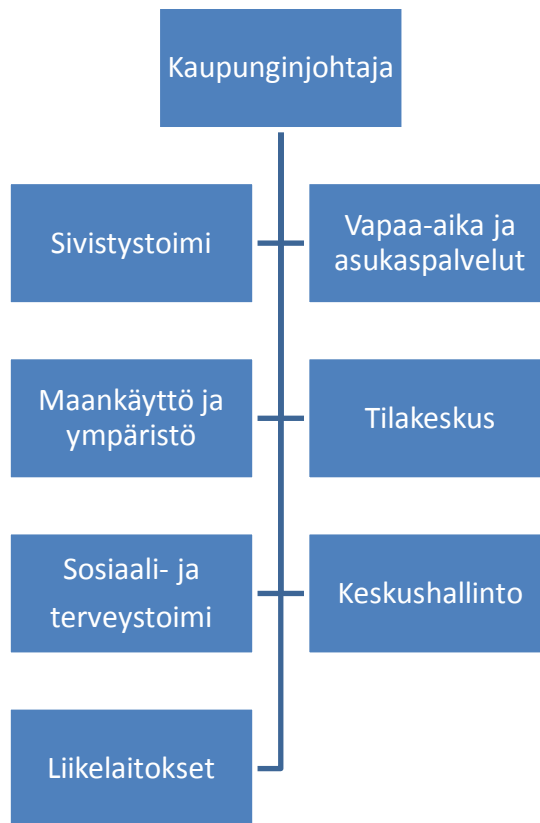 Kaupunginjohtaja
Sivistystoimi
Vapaa-aika ja
asukaspalvelut
Maankäyttö ja
ympäristö
Tilakeskus
Sosiaali- ja
terveystoimi
Keskushallinto
Liikelaitokset